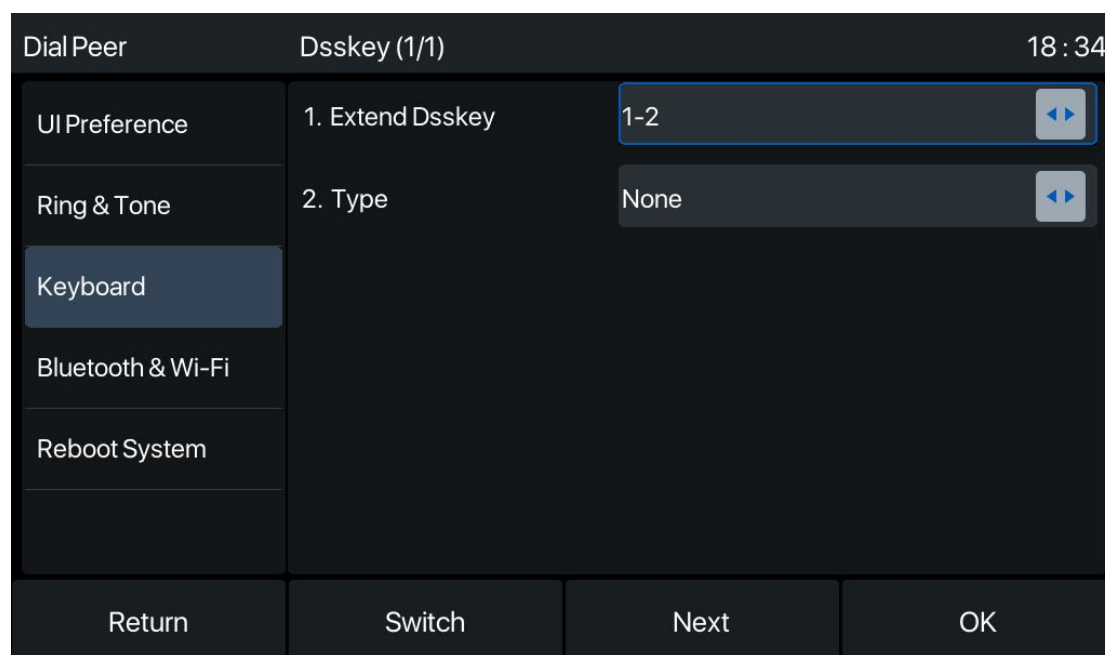 Dial Peer Dsskey (1/1) 18:34
UI Preference
Ring & Tone
Keyboard
Bluetooth & Wi-Fi
Reboot System
1. Extend Dsskey 1-2
2. Type None
Return Switch Next OK